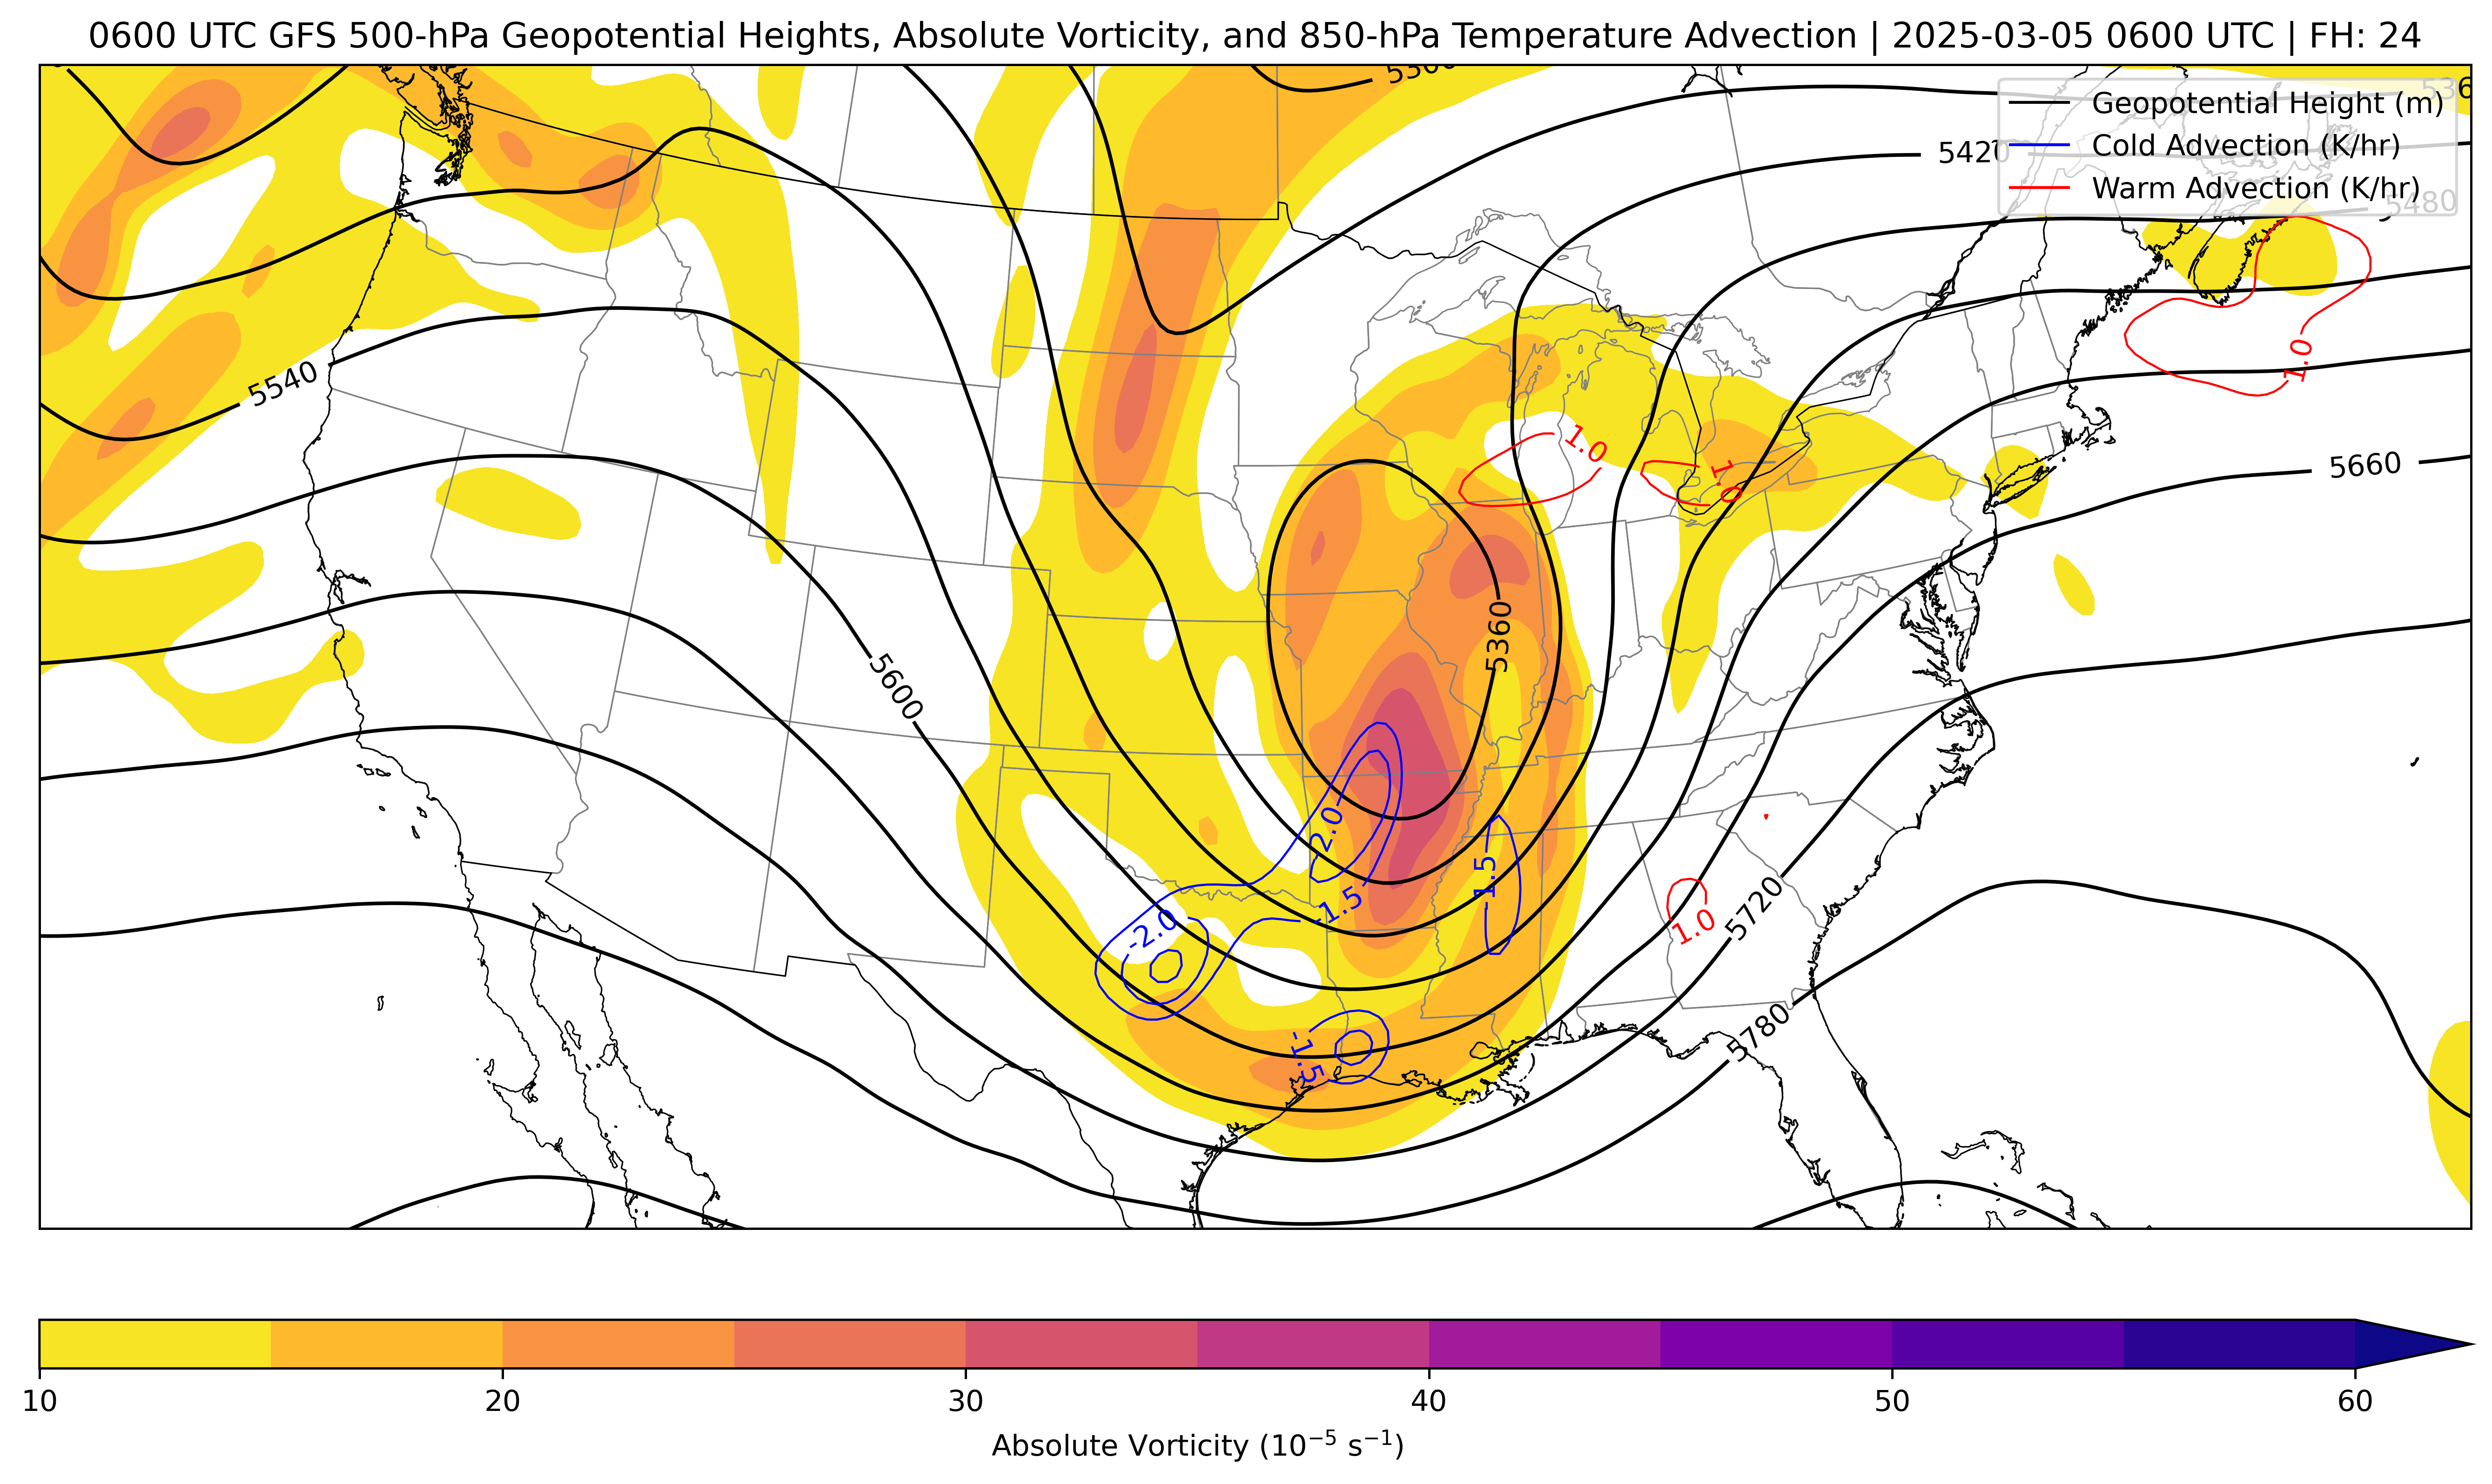 0600 UTC GFS 500-hPa Geopotential Heights, Absolute Vorticity, and 850-hPa Temperature Advection | 2025-03-05 0600 UTC | FH: 24
Geopotential Height (m)
Cold Advection (K/hr)
Warm Advection (K/hr)
5420
5480
1.0
5540
1.0
1.0
5660
5360
5600
-2.0
-1.5
-1.5
-2.0
1.0
5720
-1.5
5780
10 20 30 40 50 60
Absolute Vorticity (10⁻⁵ s⁻¹)